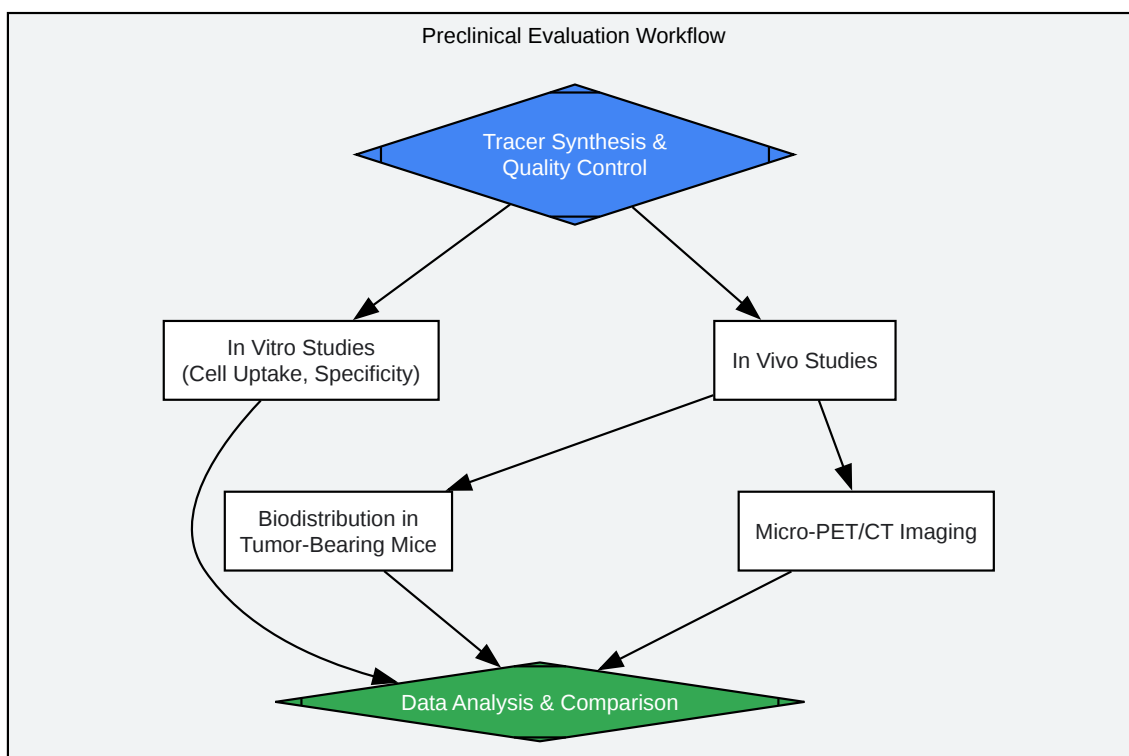 Preclinical Evaluation Workflow
Tracer Synthesis &
Quality Control
In Vitro Studies
(Cell Uptake, Specificity)
In Vivo Studies
Biodistribution in
Tumor-Bearing Mice
Micro-PET/CT Imaging
Data Analysis & Comparison